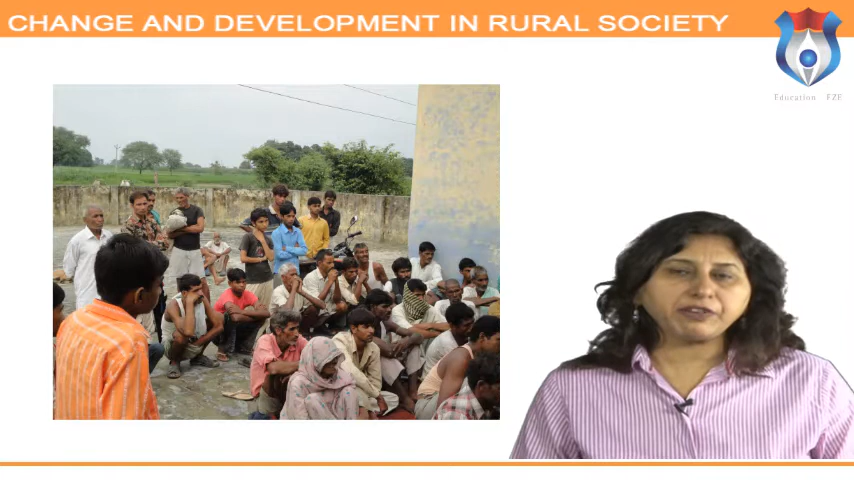 CHANGE AND DEVELOPMENT IN RURAL SOCIETY
Education FZE